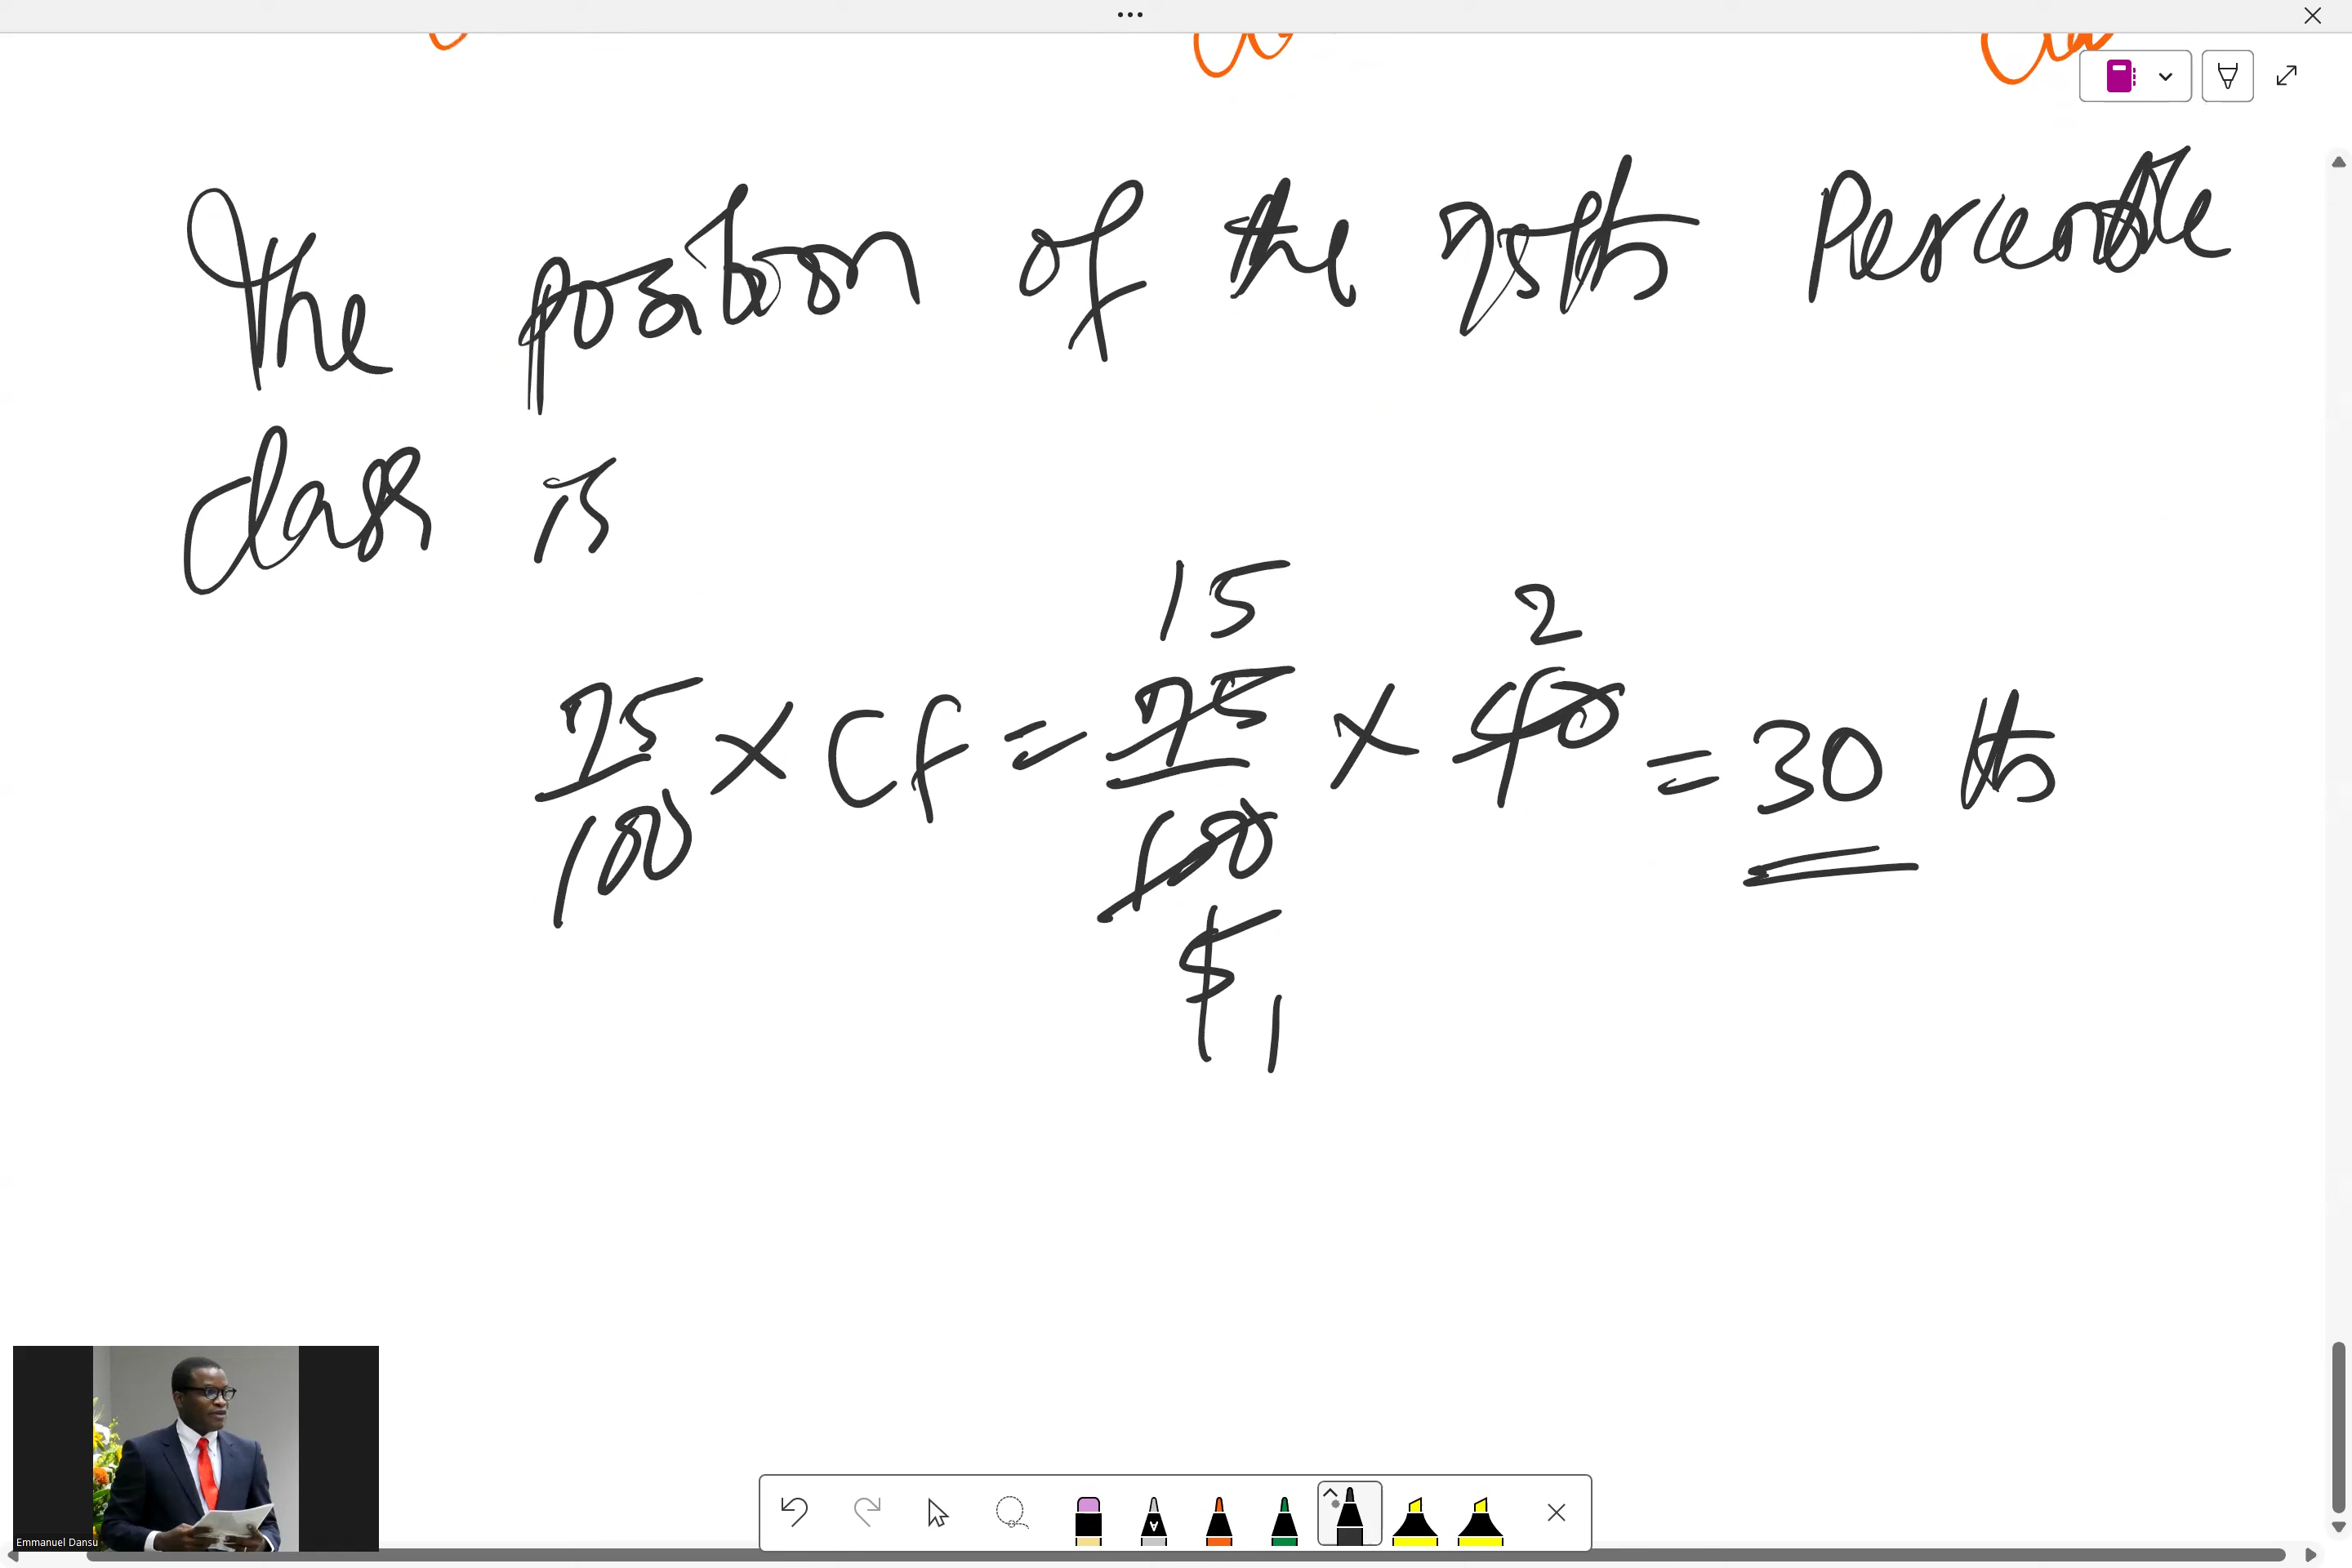 The position of the 75th Percentile
class is
15 2
75/100 × cf = 75/100 × 40 = 30 th
5 1
Emmanuel Dansu